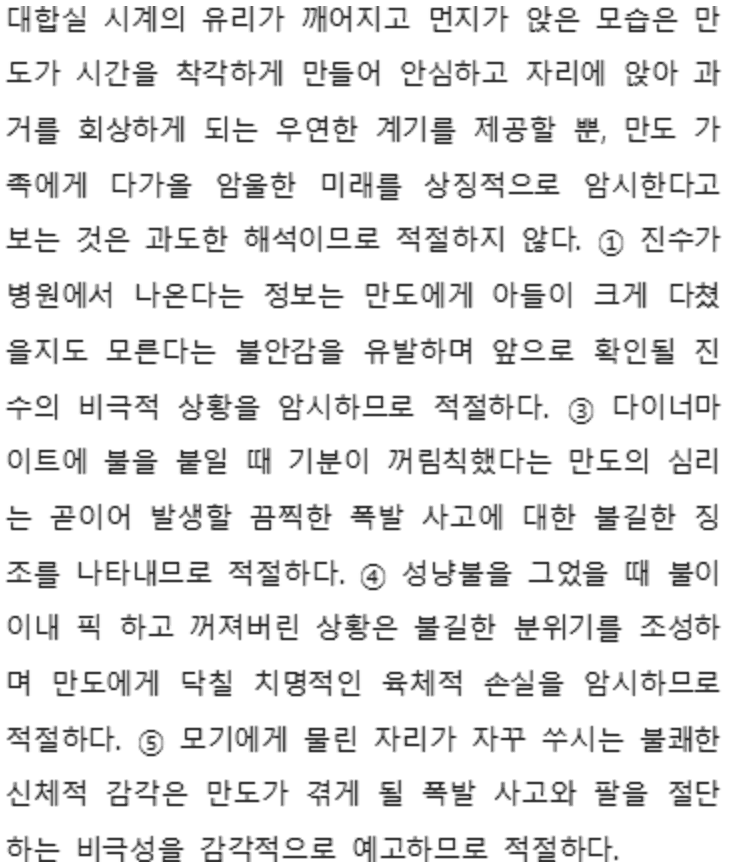 대합실 시계의 유리가 깨어지고 먼지가 앉은 모습은 만
도가 시간을 착각하게 만들어 안심하고 자리에 앉아 과
거를 회상하게 되는 우연한 계기를 제공할 뿐, 만도 가
족에게 다가올 암울한 미래를 상징적으로 암시한다고
보는 것은 과도한 해석이므로 적절하지 않다. ① 진수가
병원에서 나온다는 정보는 만도에게 아들이 크게 다쳤
을지도 모른다는 불안감을 유발하며 앞으로 확인될 진
수의 비극적 상황을 암시하므로 적절하다. ③ 다이너마
이트에 불을 붙일 때 기분이 꺼림칙했다는 만도의 심리
는 곧이어 발생할 끔찍한 폭발 사고에 대한 불길한 징
조를 나타내므로 적절하다. ④ 성냥불을 그었을 때 불이
이내 픽 하고 꺼져버린 상황은 불길한 분위기를 조성하
며 만도에게 닥칠 치명적인 육체적 손실을 암시하므로
적절하다. ⑤ 모기에게 물린 자리가 자꾸 쑤시는 불쾌한
신체적 감각은 만도가 겪게 될 폭발 사고와 팔을 절단
하는 비극성을 감각적으로 예고하므로 적절하다.